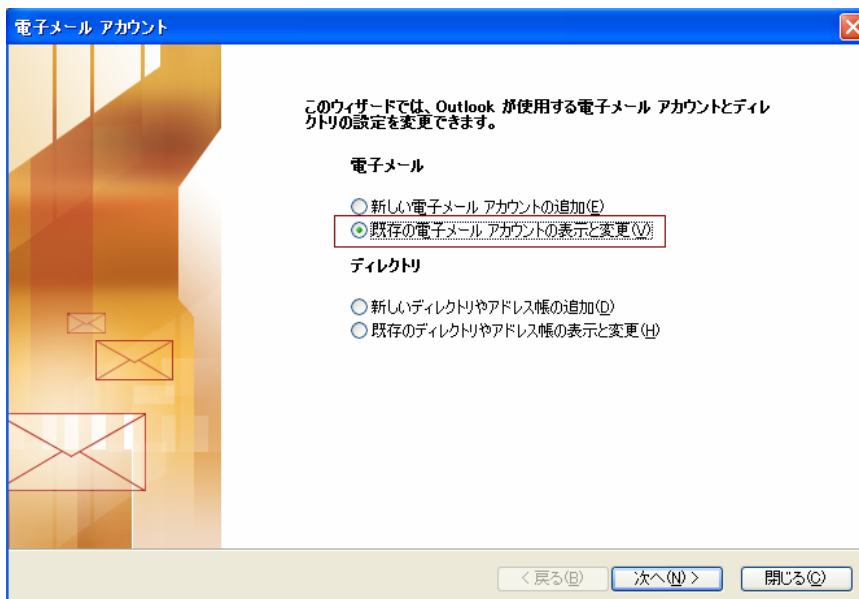 電子メール アカウント
このウィザードでは、Outlook が使用する電子メール アカウントとディレ
クトリの設定を変更できます。
電子メール
新しい電子メール アカウントの追加(E)
既存の電子メール アカウントの表示と変更(V)
ディレクトリ
新しいディレクトリやアドレス帳の追加(D)
既存のディレクトリやアドレス帳の表示と変更(H)
< 戻る(B) 次へ(N) > 閉じる(C)